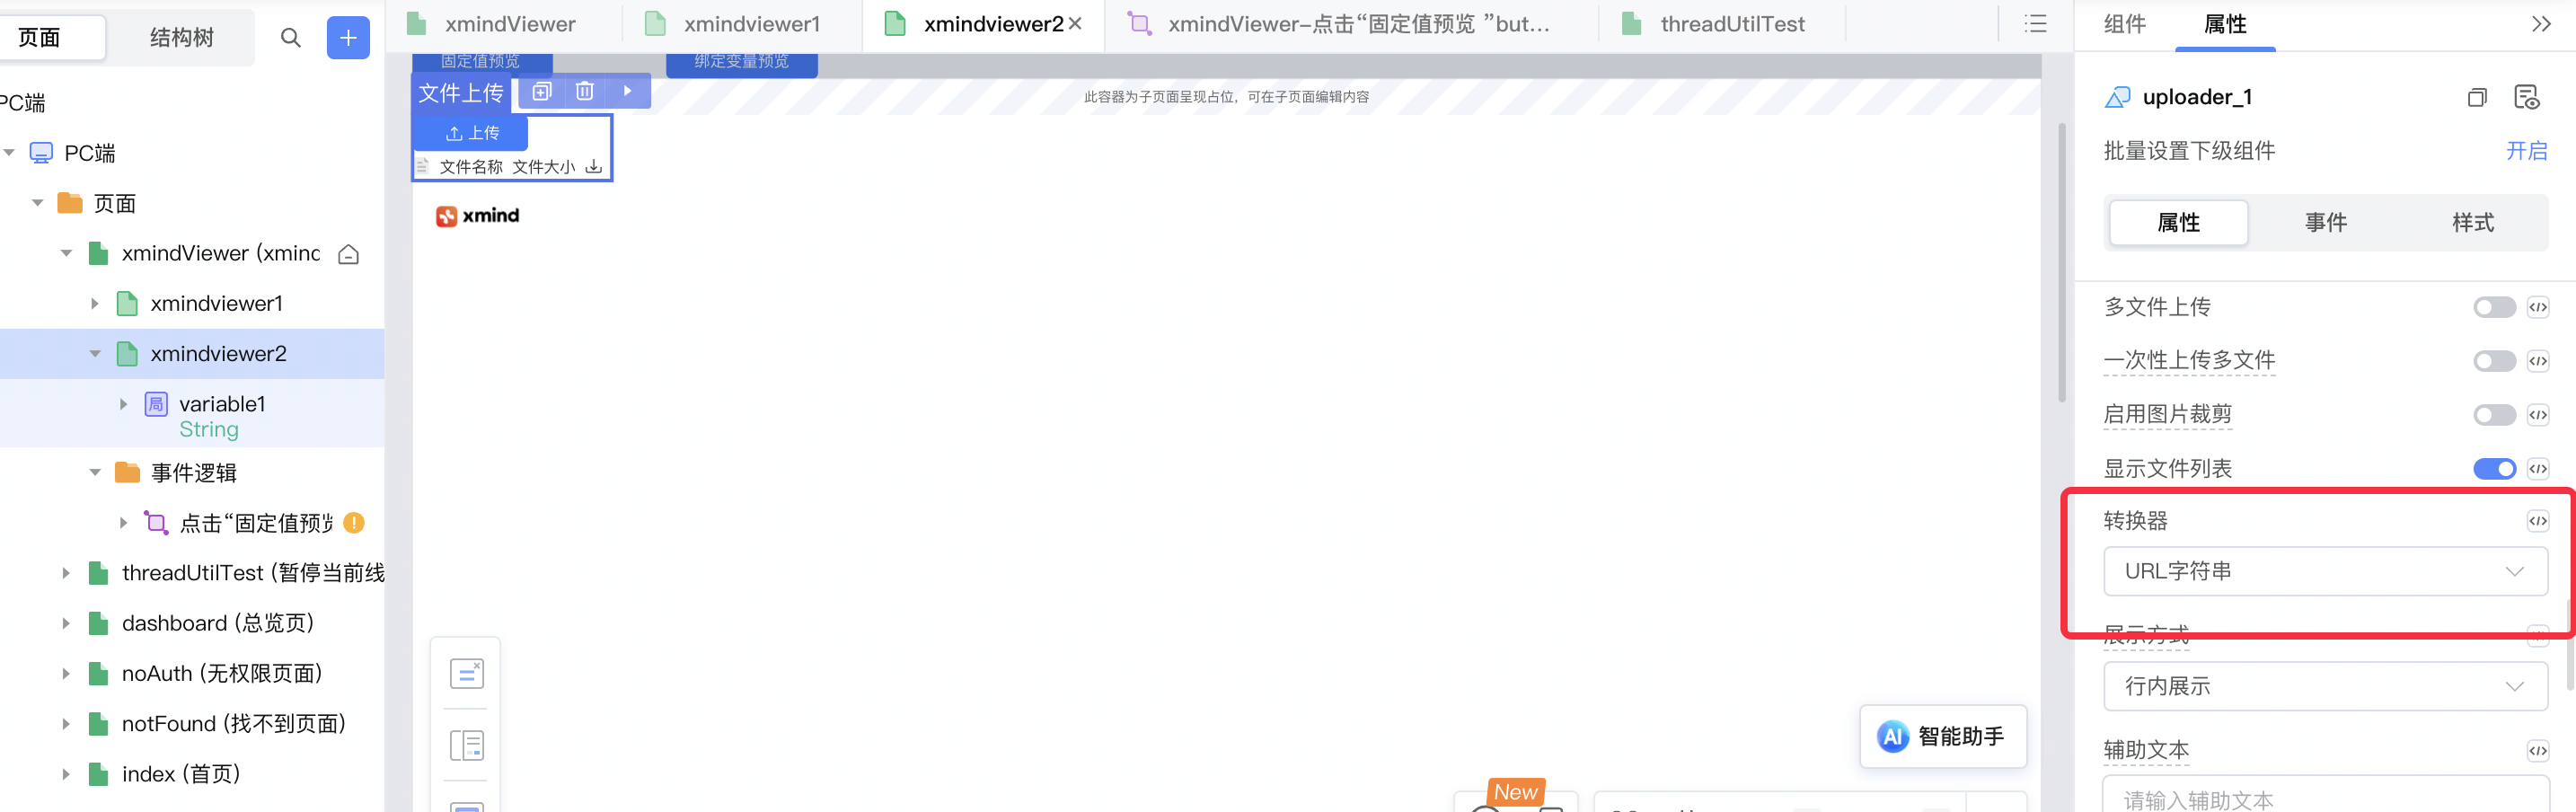 页面
结构树
PC端
PC端
页面
xmindViewer (xminc
xmindviewer1
xmindviewer2
局
variable1
String
事件逻辑
点击“固定值预览
threadUtilTest (暂停当前线
dashboard (总览页)
noAuth (无权限页面)
notFound (找不到页面)
index (首页)
xmindViewer
xmindviewer1
xmindviewer2
xmindViewer-点击“固定值预览 ”but...
threadUtilTest
固定值预览
绑定变量预览
文件上传
此容器为子页面呈现占位，可在子页面编辑内容
上传
文件名称 文件大小
xmind
AI 智能助手
New
组件
属性
uploader_1
批量设置下级组件
开启
属性
事件
样式
多文件上传
一次性上传多文件
启用图片裁剪
显示文件列表
转换器
URL字符串
展示方式
行内展示
辅助文本
请输入辅助文本